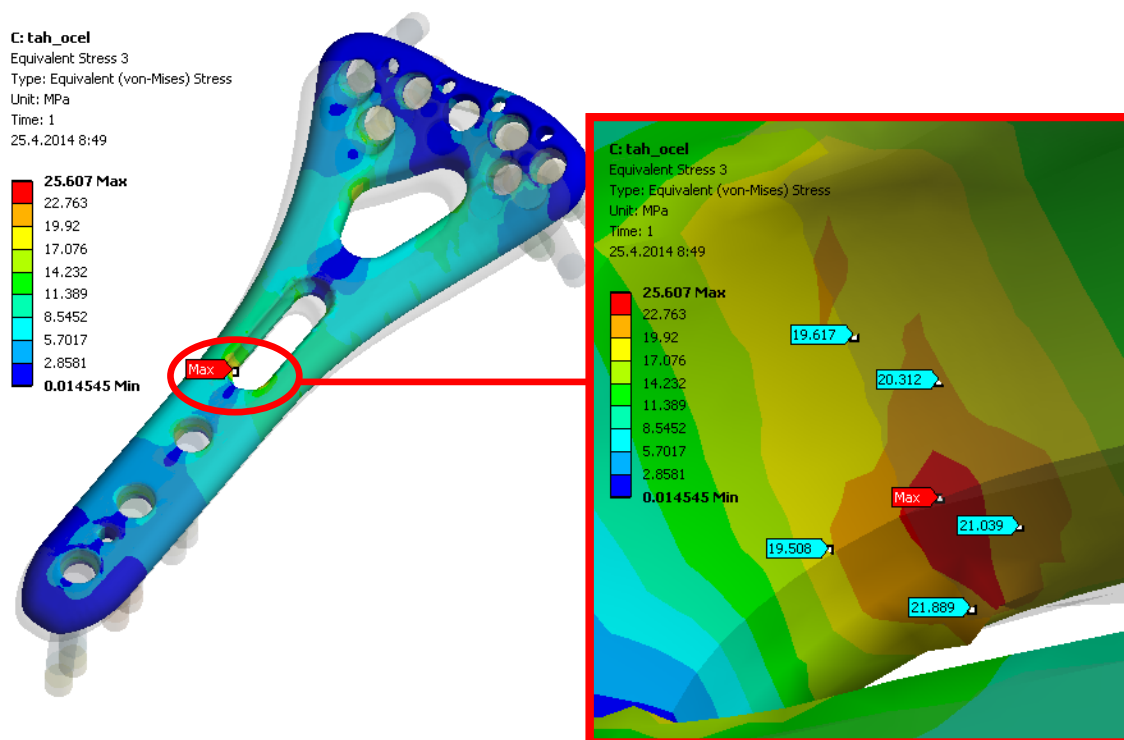 C: tah_ocel
Equivalent Stress 3
Type: Equivalent (von-Mises) Stress
Unit: MPa
Time: 1
25.4.2014 8:49
25.607 Max
22.763
19.92
17.076
14.232
11.389
8.5452
5.7017
2.8581
0.014545 Min
Max
C: tah_ocel
Equivalent Stress 3
Type: Equivalent (von-Mises) Stress
Unit: MPa
Time: 1
25.4.2014 8:49
25.607 Max
22.763
19.92
17.076
14.232
11.389
8.5452
5.7017
2.8581
0.014545 Min
19.617
20.312
Max
21.039
19.508
21.889